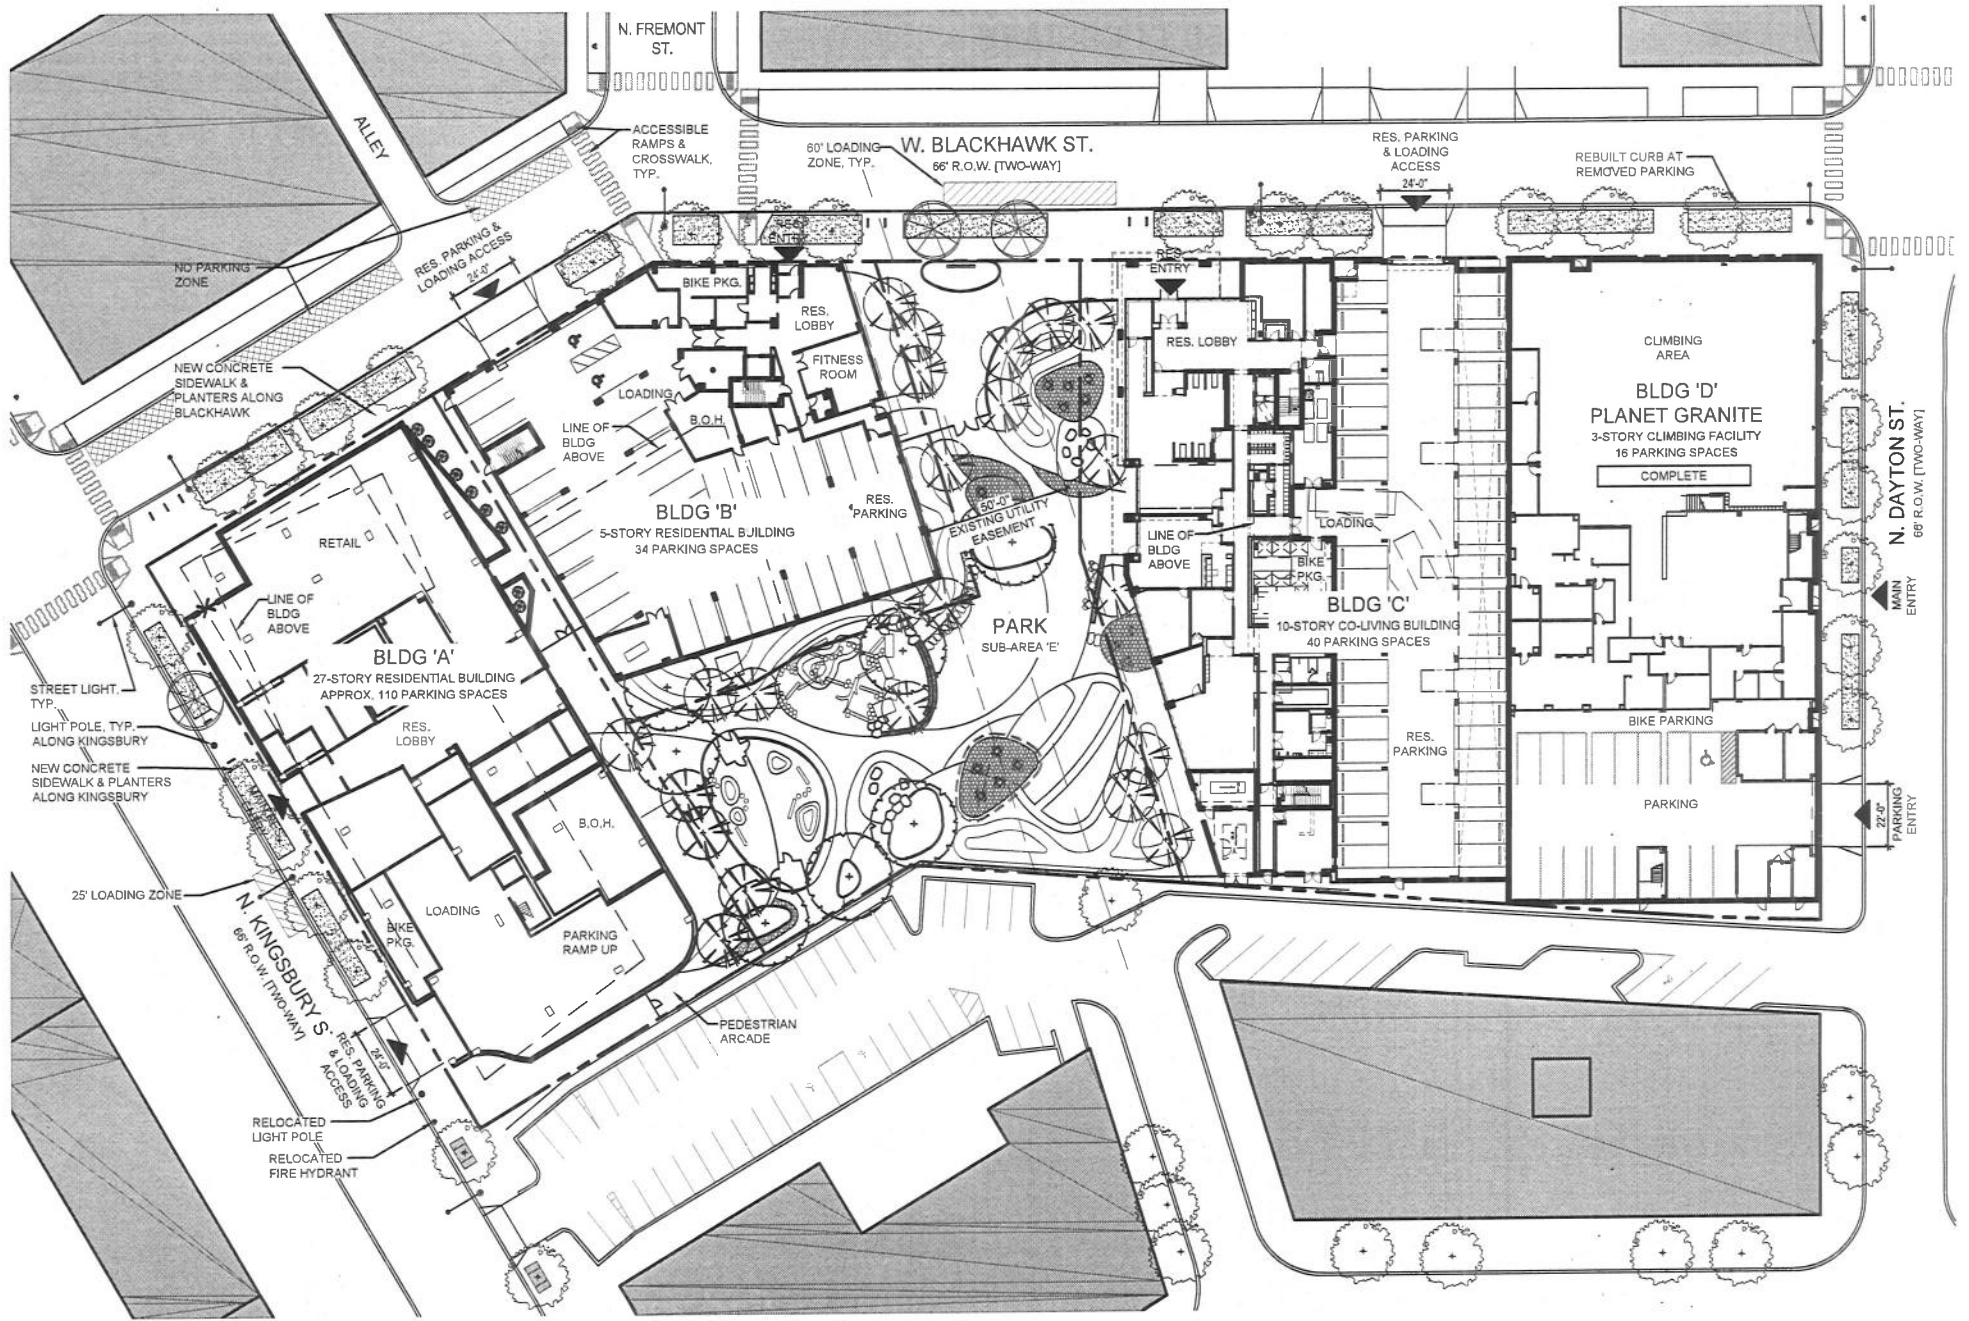 N. FREMONT
ST.
ALLEY
ACCESSIBLE
RAMPS &
CROSSWALK,
TYP.
60' LOADING
ZONE, TYP.
W. BLACKHAWK ST.
66' R.O.W. [TWO-WAY]
RES. PARKING
& LOADING
ACCESS
24'-0"
REBUILT CURB AT
REMOVED PARKING
NO PARKING
ZONE
RES. PARKING &
LOADING ACCESS
24'-0"
RES.
ENTRY
BIKE PKG.
RES.
LOBBY
FITNESS
ROOM
LOADING
B.O.H.
LINE OF
BLDG
ABOVE
NEW CONCRETE
SIDEWALK &
PLANTERS ALONG
BLACKHAWK
BLDG 'B'
5-STORY RESIDENTIAL BUILDING
34 PARKING SPACES
RES.
PARKING
50'-0"
EXISTING UTILITY
EASEMENT
PARK
SUB-AREA 'E'
RES.
ENTRY
RES. LOBBY
LINE OF
BLDG
ABOVE
LOADING
BIKE
PKG.
BLDG 'C'
10-STORY CO-LIVING BUILDING
40 PARKING SPACES
RES.
PARKING
CLIMBING
AREA
BLDG 'D'
PLANET GRANITE
3-STORY CLIMBING FACILITY
16 PARKING SPACES
COMPLETE
BIKE PARKING
PARKING
N. DAYTON ST.
66' R.O.W. [TWO-WAY]
MAIN
ENTRY
22'-0"
PARKING
ENTRY
RETAIL
LINE OF
BLDG
ABOVE
BLDG 'A'
27-STORY RESIDENTIAL BUILDING
APPROX. 110 PARKING SPACES
RES.
LOBBY
B.O.H.
LOADING
BIKE
PKG.
PARKING
RAMP UP
STREET LIGHT,
TYP.
LIGHT POLE, TYP.
ALONG KINGSBURY
NEW CONCRETE
SIDEWALK & PLANTERS
ALONG KINGSBURY
25' LOADING ZONE
N. KINGSBURY S
66' R.O.W. [TWO-WAY]
24'-0"
RES. PARKING
& LOADING
ACCESS
PEDESTRIAN
ARCADE
RELOCATED
LIGHT POLE
RELOCATED
FIRE HYDRANT